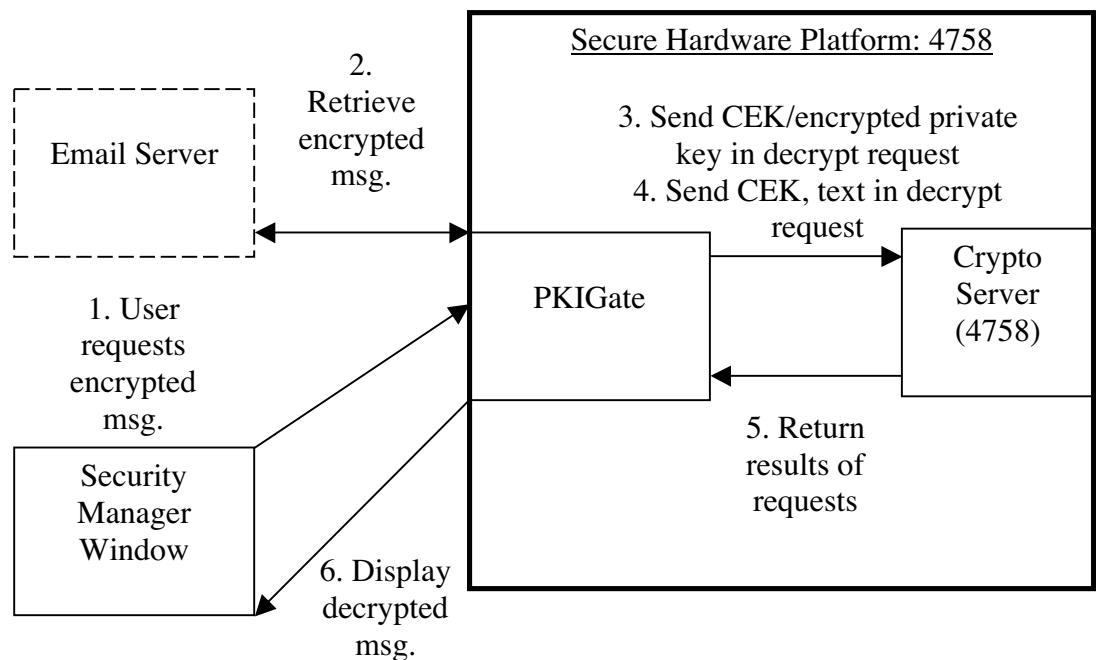 Secure Hardware Platform: 4758
2.
Retrieve
encrypted
msg.
Email Server
3. Send CEK/encrypted private
key in decrypt request
4. Send CEK, text in decrypt
request
PKIGate
Crypto
Server
(4758)
1. User
requests
encrypted
msg.
5. Return
results of
requests
Security
Manager
Window
6. Display
decrypted
msg.